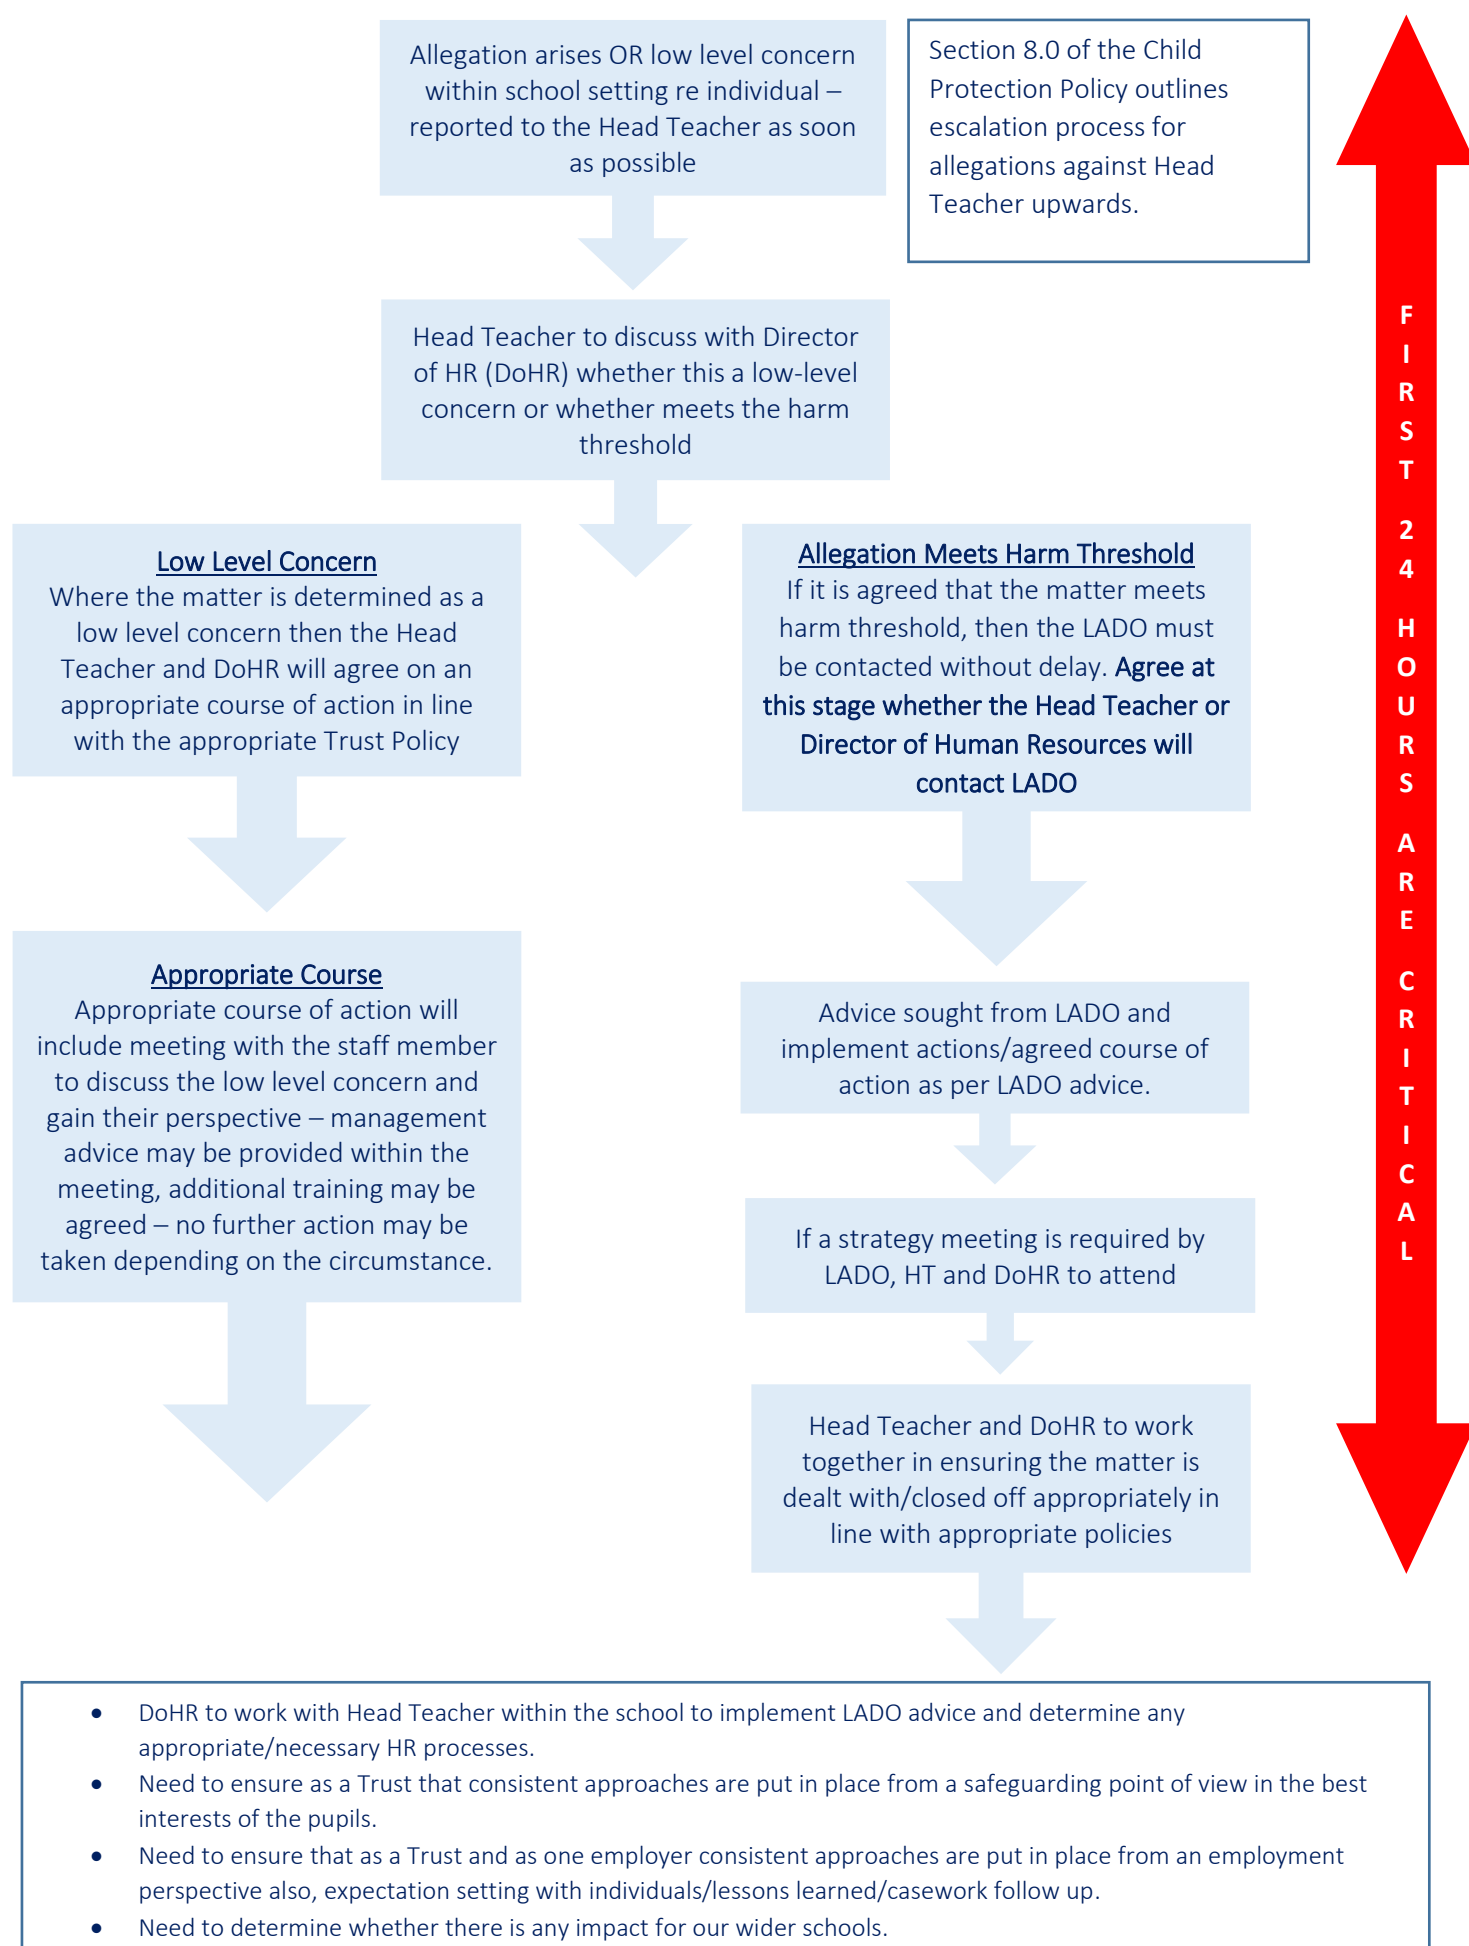 Allegation arises OR low level concern
within school setting re individual –
reported to the Head Teacher as soon
as possible
Section 8.0 of the Child
Protection Policy outlines
escalation process for
allegations against Head
Teacher upwards.
Head Teacher to discuss with Director
of HR (DoHR) whether this a low-level
concern or whether meets the harm
threshold
Low Level Concern
Where the matter is determined as a
low level concern then the Head
Teacher and DoHR will agree on an
appropriate course of action in line
with the appropriate Trust Policy
Allegation Meets Harm Threshold
If it is agreed that the matter meets
harm threshold, then the LADO must
be contacted without delay. Agree at
this stage whether the Head Teacher or
Director of Human Resources will
contact LADO
Appropriate Course
Appropriate course of action will
include meeting with the staff member
to discuss the low level concern and
gain their perspective – management
advice may be provided within the
meeting, additional training may be
agreed – no further action may be
taken depending on the circumstance.
Advice sought from LADO and
implement actions/agreed course of
action as per LADO advice.
If a strategy meeting is required by
LADO, HT and DoHR to attend
Head Teacher and DoHR to work
together in ensuring the matter is
dealt with/closed off appropriately in
line with appropriate policies
FIRST 24 HOURS ARE CRITICAL
• DoHR to work with Head Teacher within the school to implement LADO advice and determine any
appropriate/necessary HR processes.
• Need to ensure as a Trust that consistent approaches are put in place from a safeguarding point of view in the best
interests of the pupils.
• Need to ensure that as a Trust and as one employer consistent approaches are put in place from an employment
perspective also, expectation setting with individuals/lessons learned/casework follow up.
• Need to determine whether there is any impact for our wider schools.